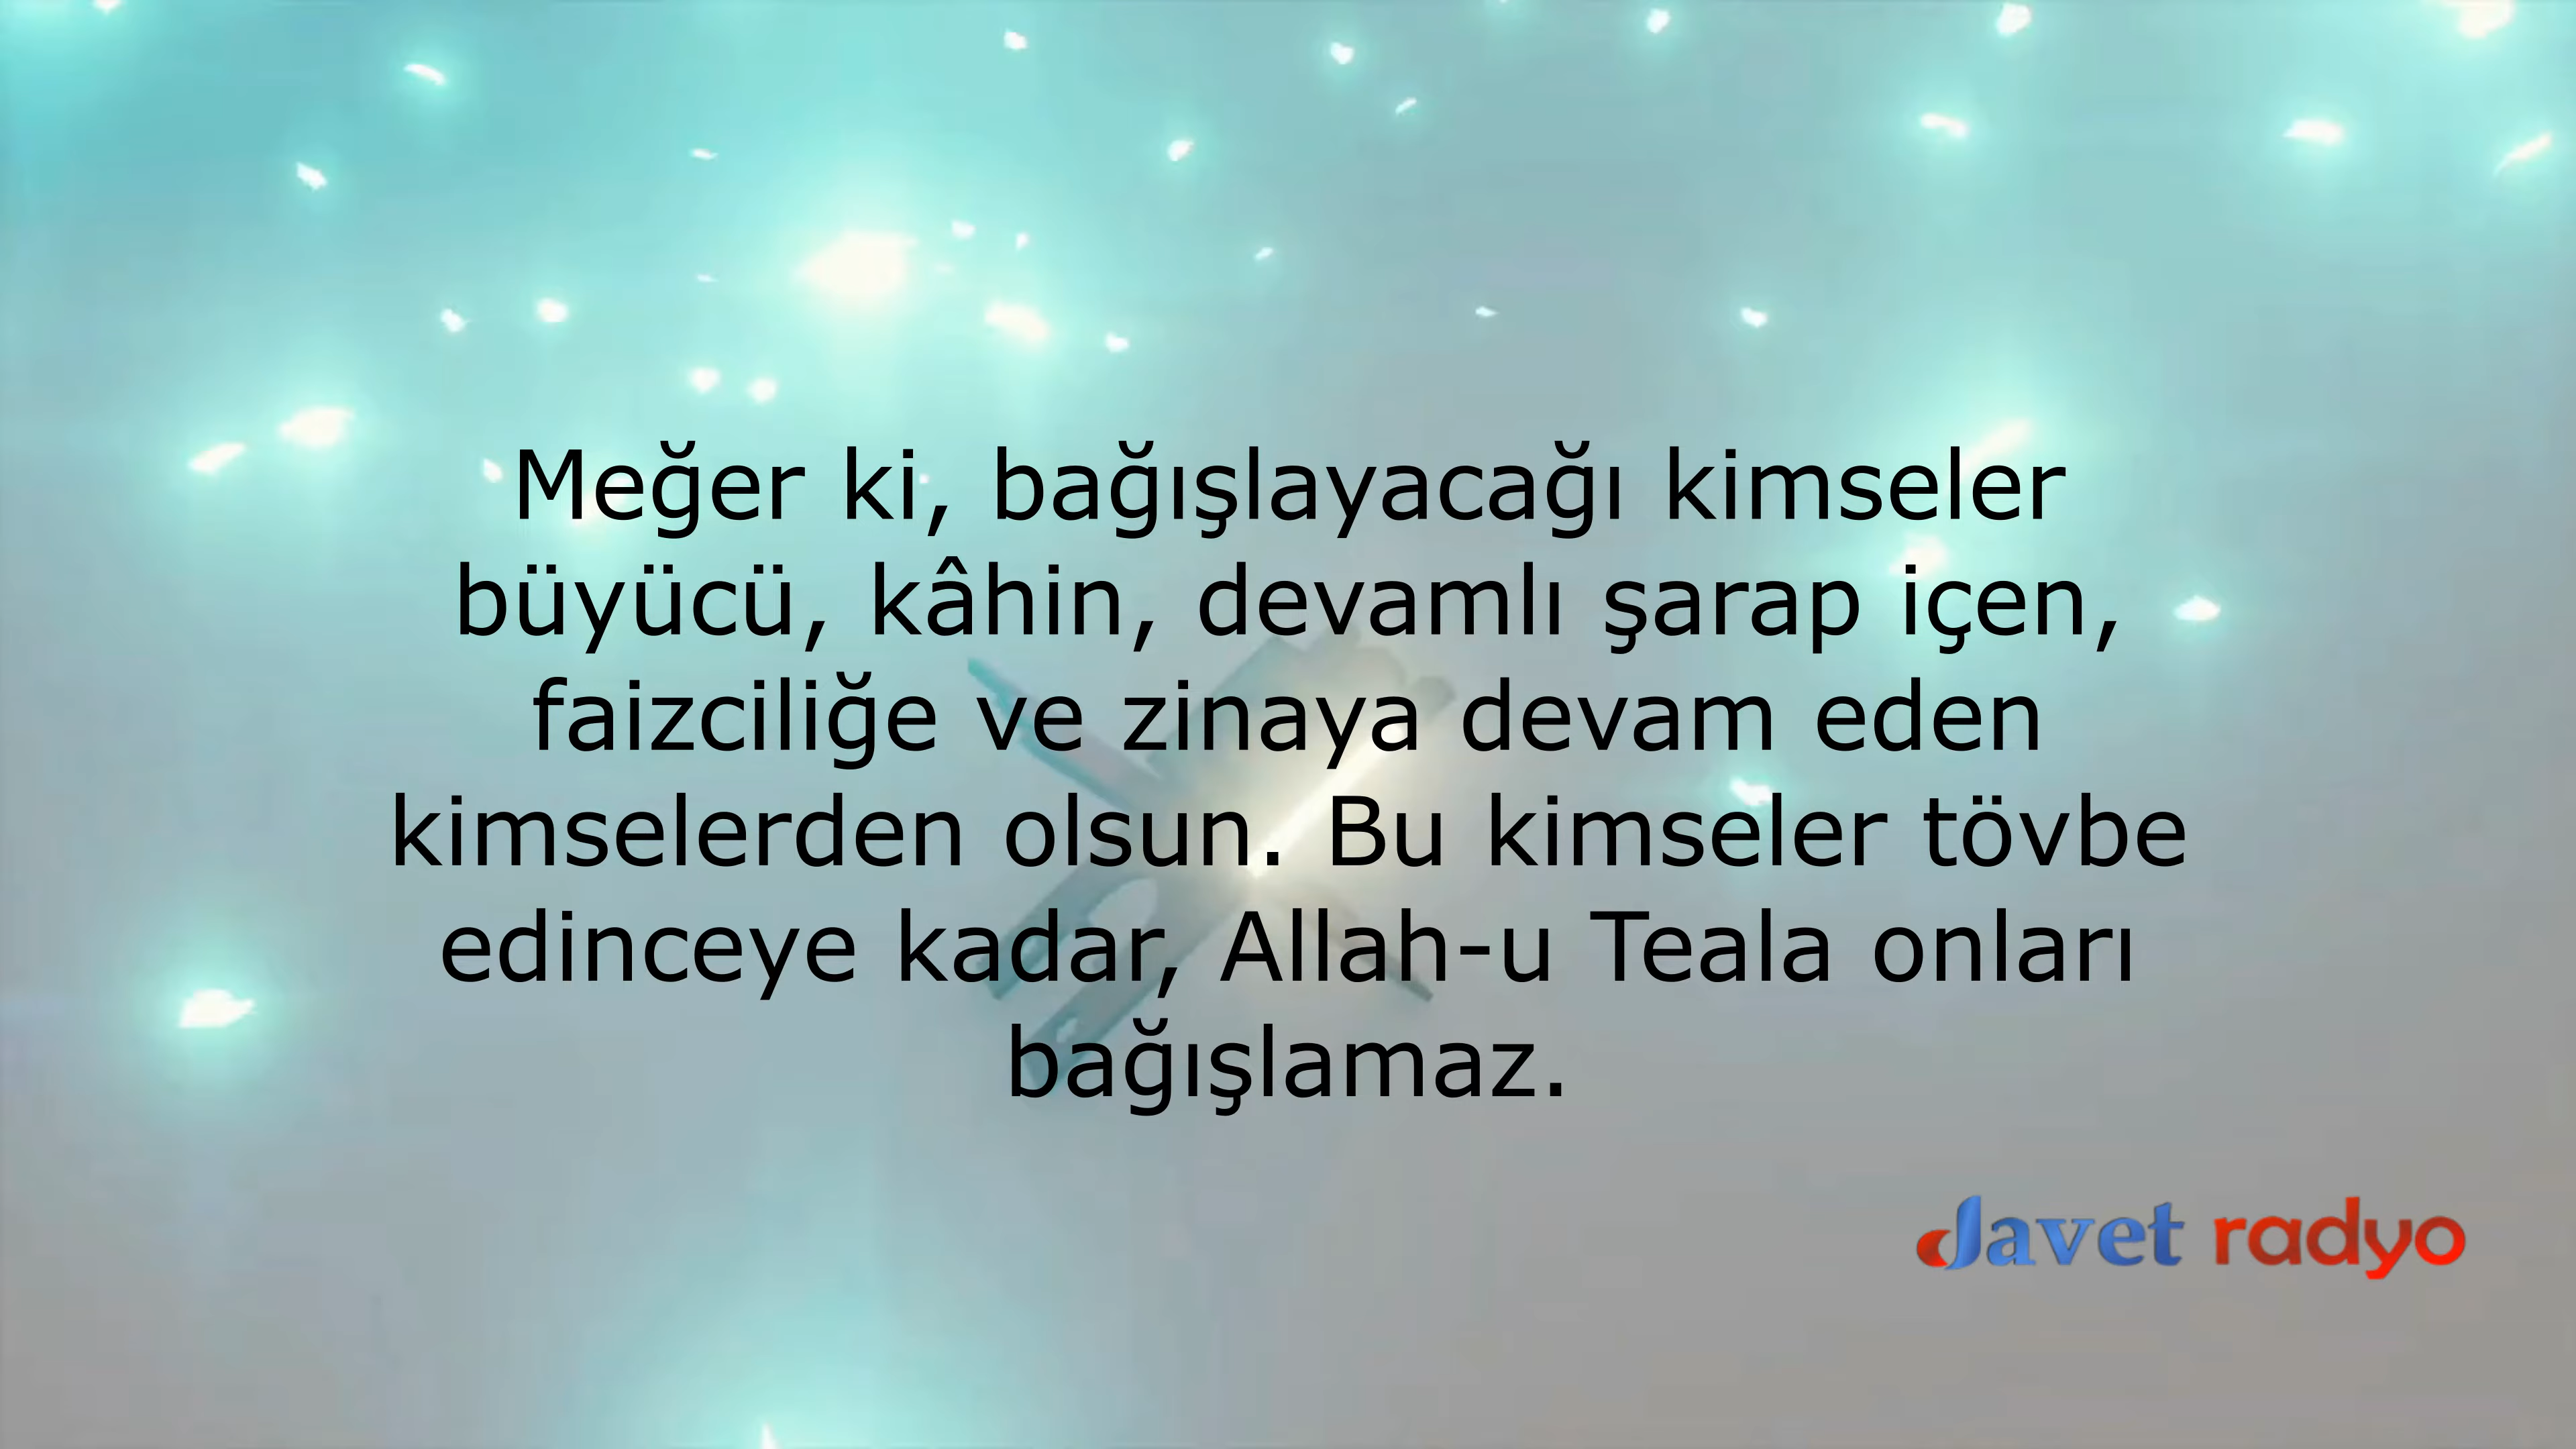 Meğer ki, bağışlayacağı kimseler
büyücü, kâhin, devamlı şarap içen,
faizciliğe ve zinaya devam eden
kimselerden olsun. Bu kimseler tövbe
edinceye kadar, Allah-u Teala onları
bağışlamaz.
davet radyo